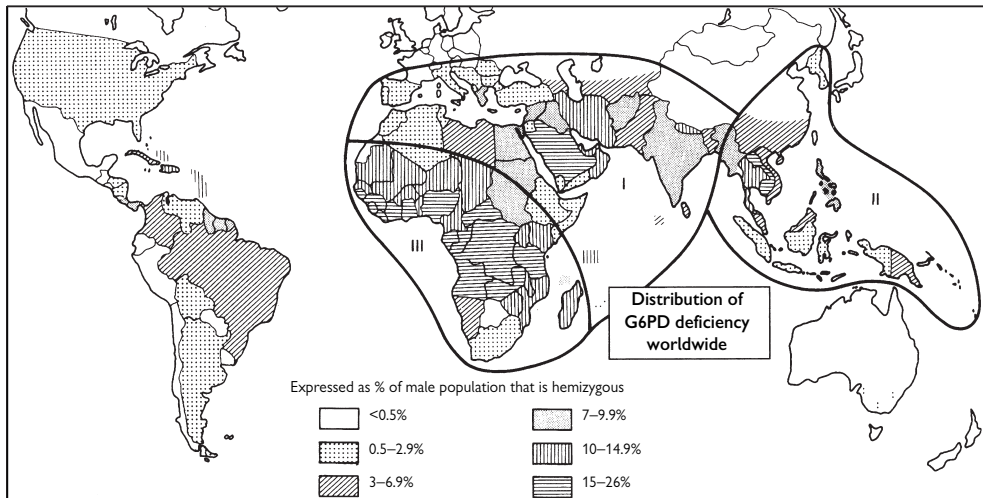 I
II
III
Distribution of
G6PD deficiency
worldwide
Expressed as % of male population that is hemizygous
<0.5%
7–9.9%
0.5–2.9%
10–14.9%
3–6.9%
15–26%